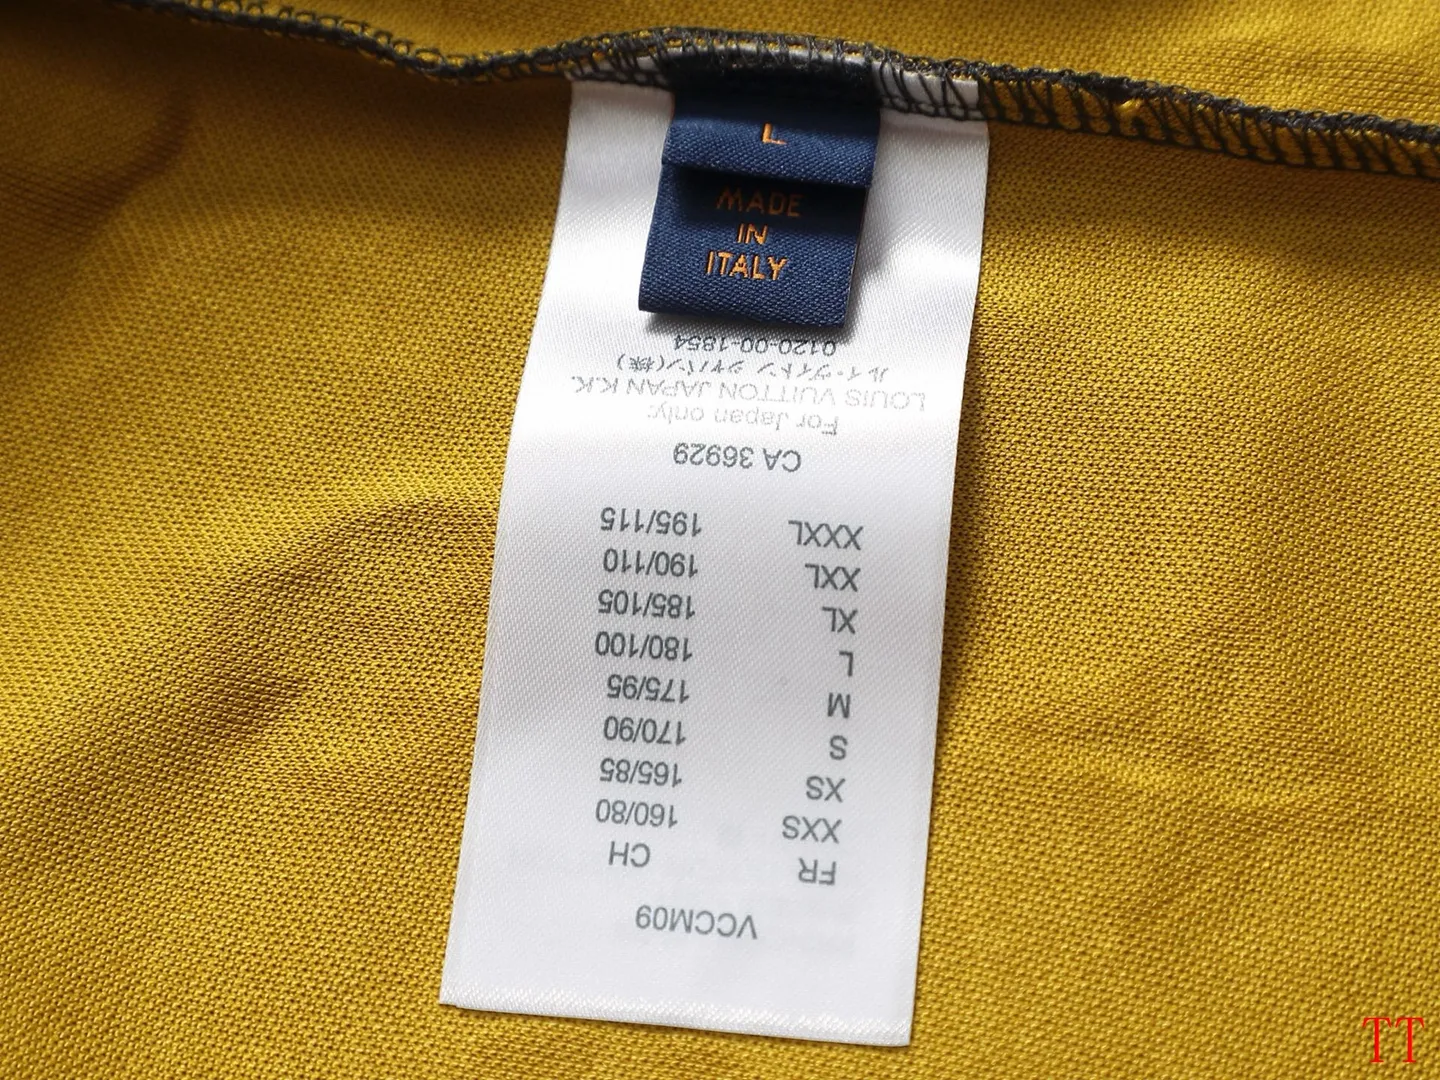 L
MADE
IN
ITALY
VCCM09
FR CH
XXS 160/80
XS 165/85
S 170/90
M 175/95
L 180/100
XL 185/105
XXL 190/110
XXXL 195/115
CA 36929
For Japan only:
LOUIS VUITTON JAPAN K.K.
ルイ・ヴィトン ジャパン(株)
0120-00-1854
TT